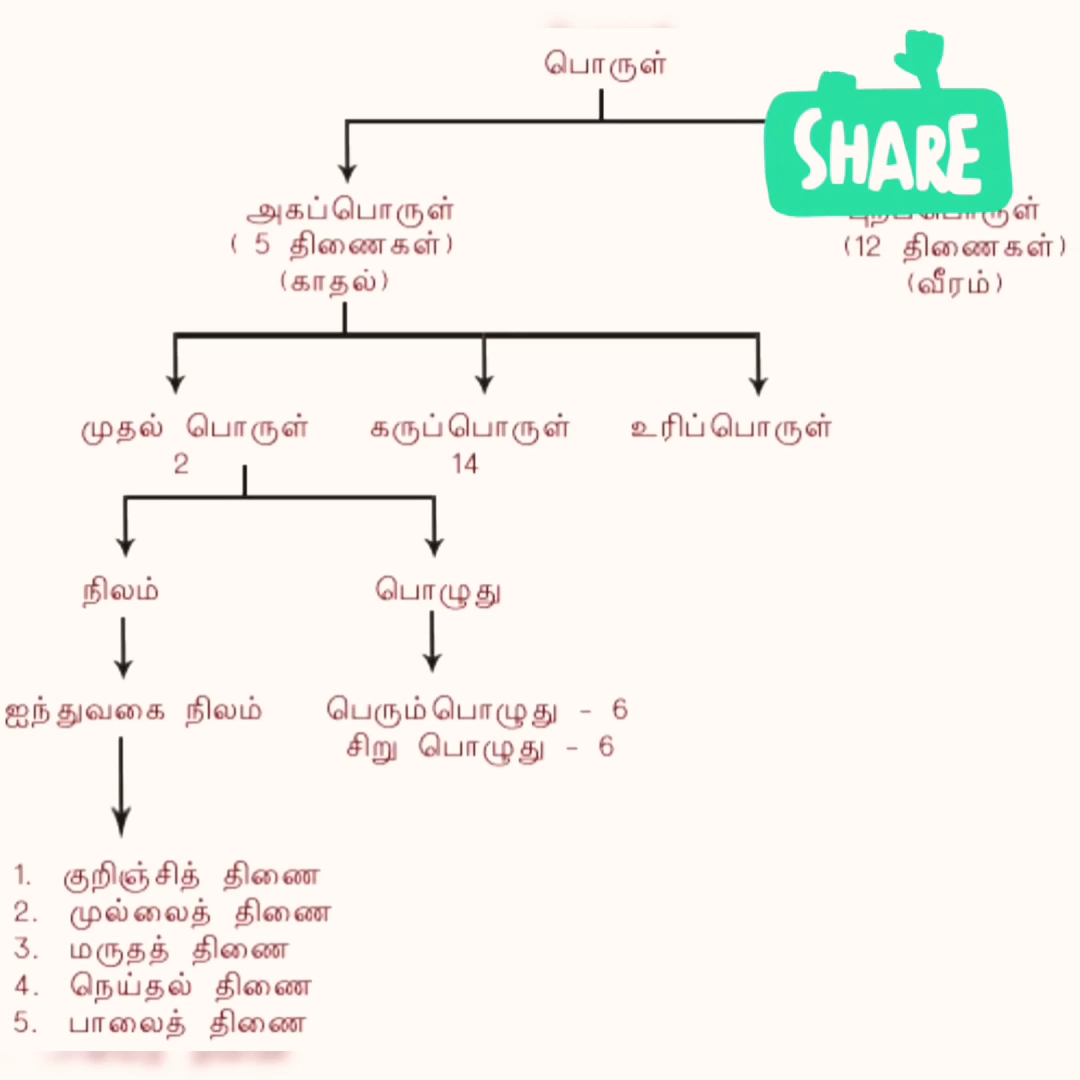 பொருள்
SHARE
அகப்பொருள்
( 5 திணைகள்)
(காதல்)
புறப்பொருள்
(12 திணைகள்)
(வீரம்)
முதல் பொருள்
2
கருப்பொருள்
14
உரிப்பொருள்
நிலம்
பொழுது
ஐந்துவகை நிலம்
பெரும்பொழுது - 6
சிறு பொழுது - 6
1. குறிஞ்சித் திணை
2. முல்லைத் திணை
3. மருதத் திணை
4. நெய்தல் திணை
5. பாலைத் திணை